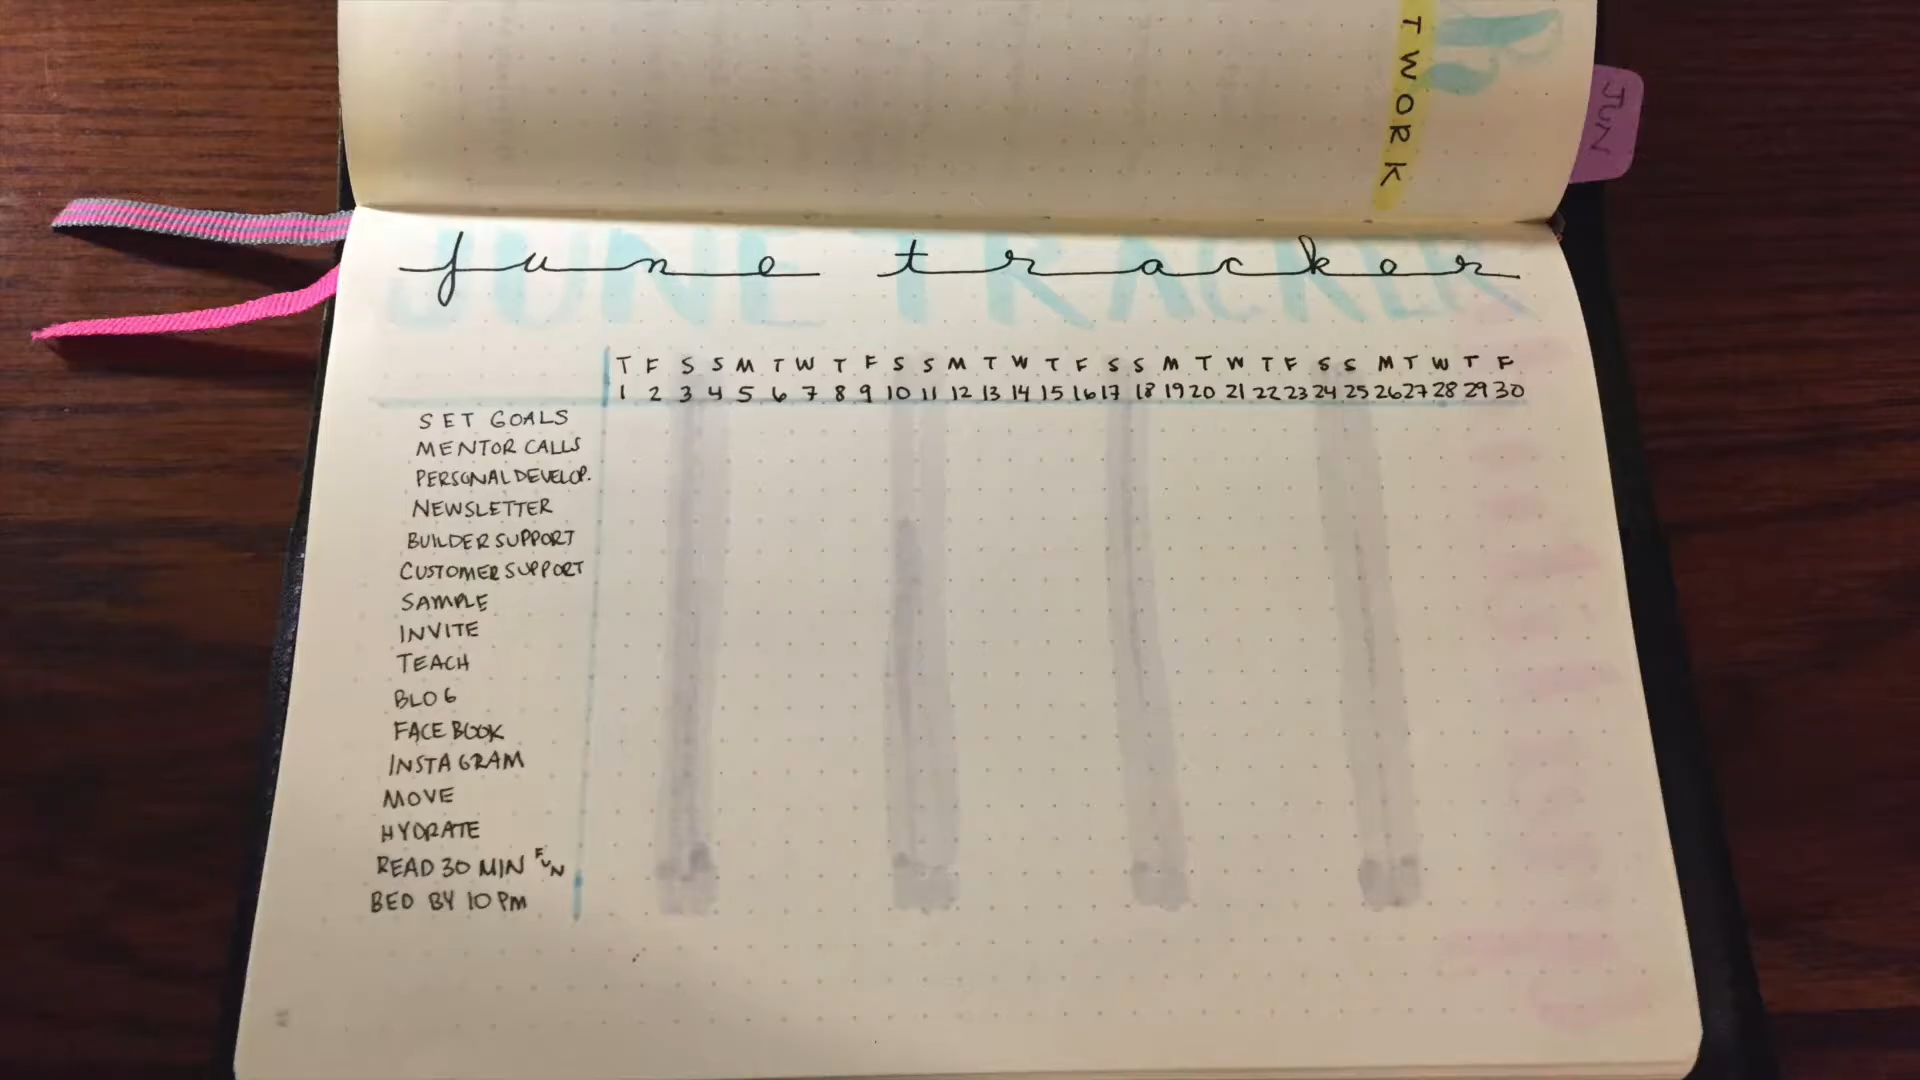 TWORK
JUN
june tracker
JUNE TRACKER
T F S S M T W T F S S M T W T F S S M T W T F S S M T W T F
1 2 3 4 5 6 7 8 9 10 11 12 13 14 15 16 17 18 19 20 21 22 23 24 25 26 27 28 29 30
SET GOALS
MENTOR CALLS
PERSONAL DEVELOP.
NEWSLETTER
BUILDER SUPPORT
CUSTOMER SUPPORT
SAMPLE
INVITE
TEACH
BLOG
FACEBOOK
INSTAGRAM
MOVE
HYDRATE
READ 30 MIN FUN
BED BY 10 PM